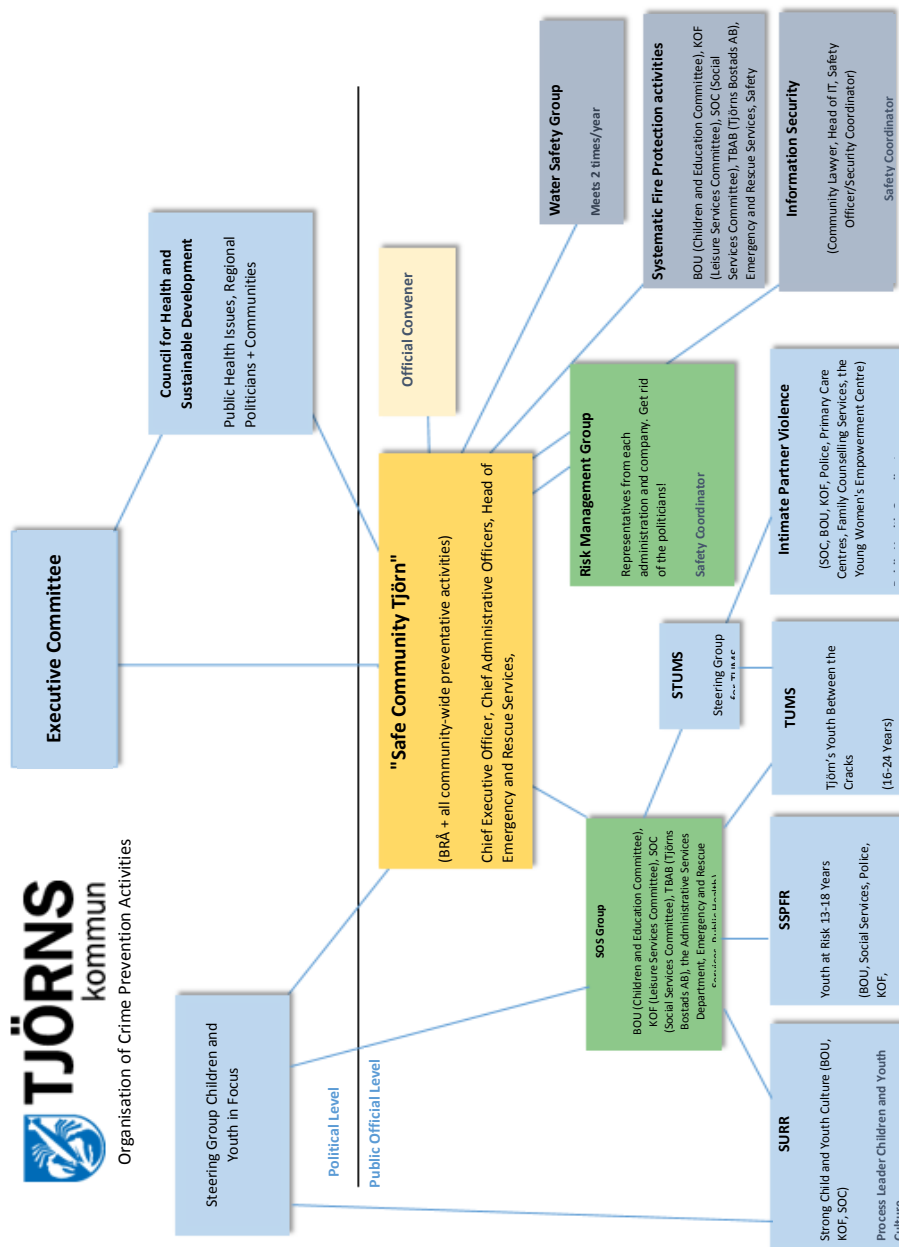 TJÖRNS
kommun
Organisation of Crime Prevention Activities
Executive Committee
Council for Health and
Sustainable Development
Public Health Issues, Regional
Politicians + Communities
Steering Group Children and
Youth in Focus
Political Level
Public Official Level
"Safe Community Tjörn"
(BRÅ + all community-wide preventative activities)
Chief Executive Officer, Chief Administrative Officers, Head of
Emergency and Rescue Services,
Official Convener
Water Safety Group
Meets 2 times/year
Systematic Fire Protection activities
BOU (Children and Education Committee), KOF
(Leisure Services Committee), SOC (Social
Services Committee), TBAB (Tjörns Bostads AB),
Emergency and Rescue Services, Safety
Information Security
(Community Lawyer, Head of IT, Safety
Officer/Security Coordinator)
Safety Coordinator
Risk Management Group
Representatives from each
administration and company. Get rid
of the politicians!
Safety Coordinator
SOS Group
BOU (Children and Education Committee),
KOF (Leisure Services Committee), SOC
(Social Services Committee), TBAB (Tjörns
Bostads AB), the Administrative Services
Department, Emergency and Rescue
Services, Public Health)
STUMS
Steering Group
for TUMS
Intimate Partner Violence
(SOC, BOU, KOF, Police, Primary Care
Centres, Family Counselling Services, the
Young Women's Empowerment Centre)
TUMS
Tjörn's Youth Between the
Cracks
(16-24 Years)
SSPFR
Youth at Risk 13-18 Years
(BOU, Social Services, Police,
KOF,
SURR
Strong Child and Youth Culture (BOU,
KOF, SOC)
Process Leader Children and Youth
Culture